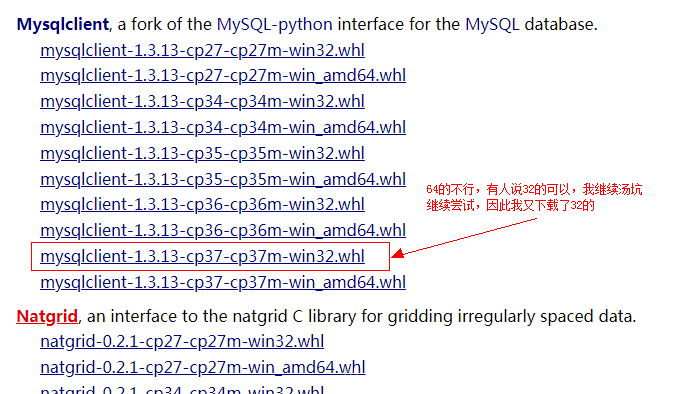 Mysqlclient, a fork of the MySQL-python interface for the MySQL database.
mysqlclient-1.3.13-cp27-cp27m-win32.whl
mysqlclient-1.3.13-cp27-cp27m-win_amd64.whl
mysqlclient-1.3.13-cp34-cp34m-win32.whl
mysqlclient-1.3.13-cp34-cp34m-win_amd64.whl
mysqlclient-1.3.13-cp35-cp35m-win32.whl
mysqlclient-1.3.13-cp35-cp35m-win_amd64.whl
mysqlclient-1.3.13-cp36-cp36m-win32.whl
mysqlclient-1.3.13-cp36-cp36m-win_amd64.whl
mysqlclient-1.3.13-cp37-cp37m-win32.whl
mysqlclient-1.3.13-cp37-cp37m-win_amd64.whl
64的不行，有人说32的可以，我继续汤坑
继续尝试，因此我又下载了32的
Natgrid, an interface to the natgrid C library for gridding irregularly spaced data.
natgrid-0.2.1-cp27-cp27m-win32.whl
natgrid-0.2.1-cp27-cp27m-win_amd64.whl
natgrid-0.2.1-cp34-cp34m-win32.whl